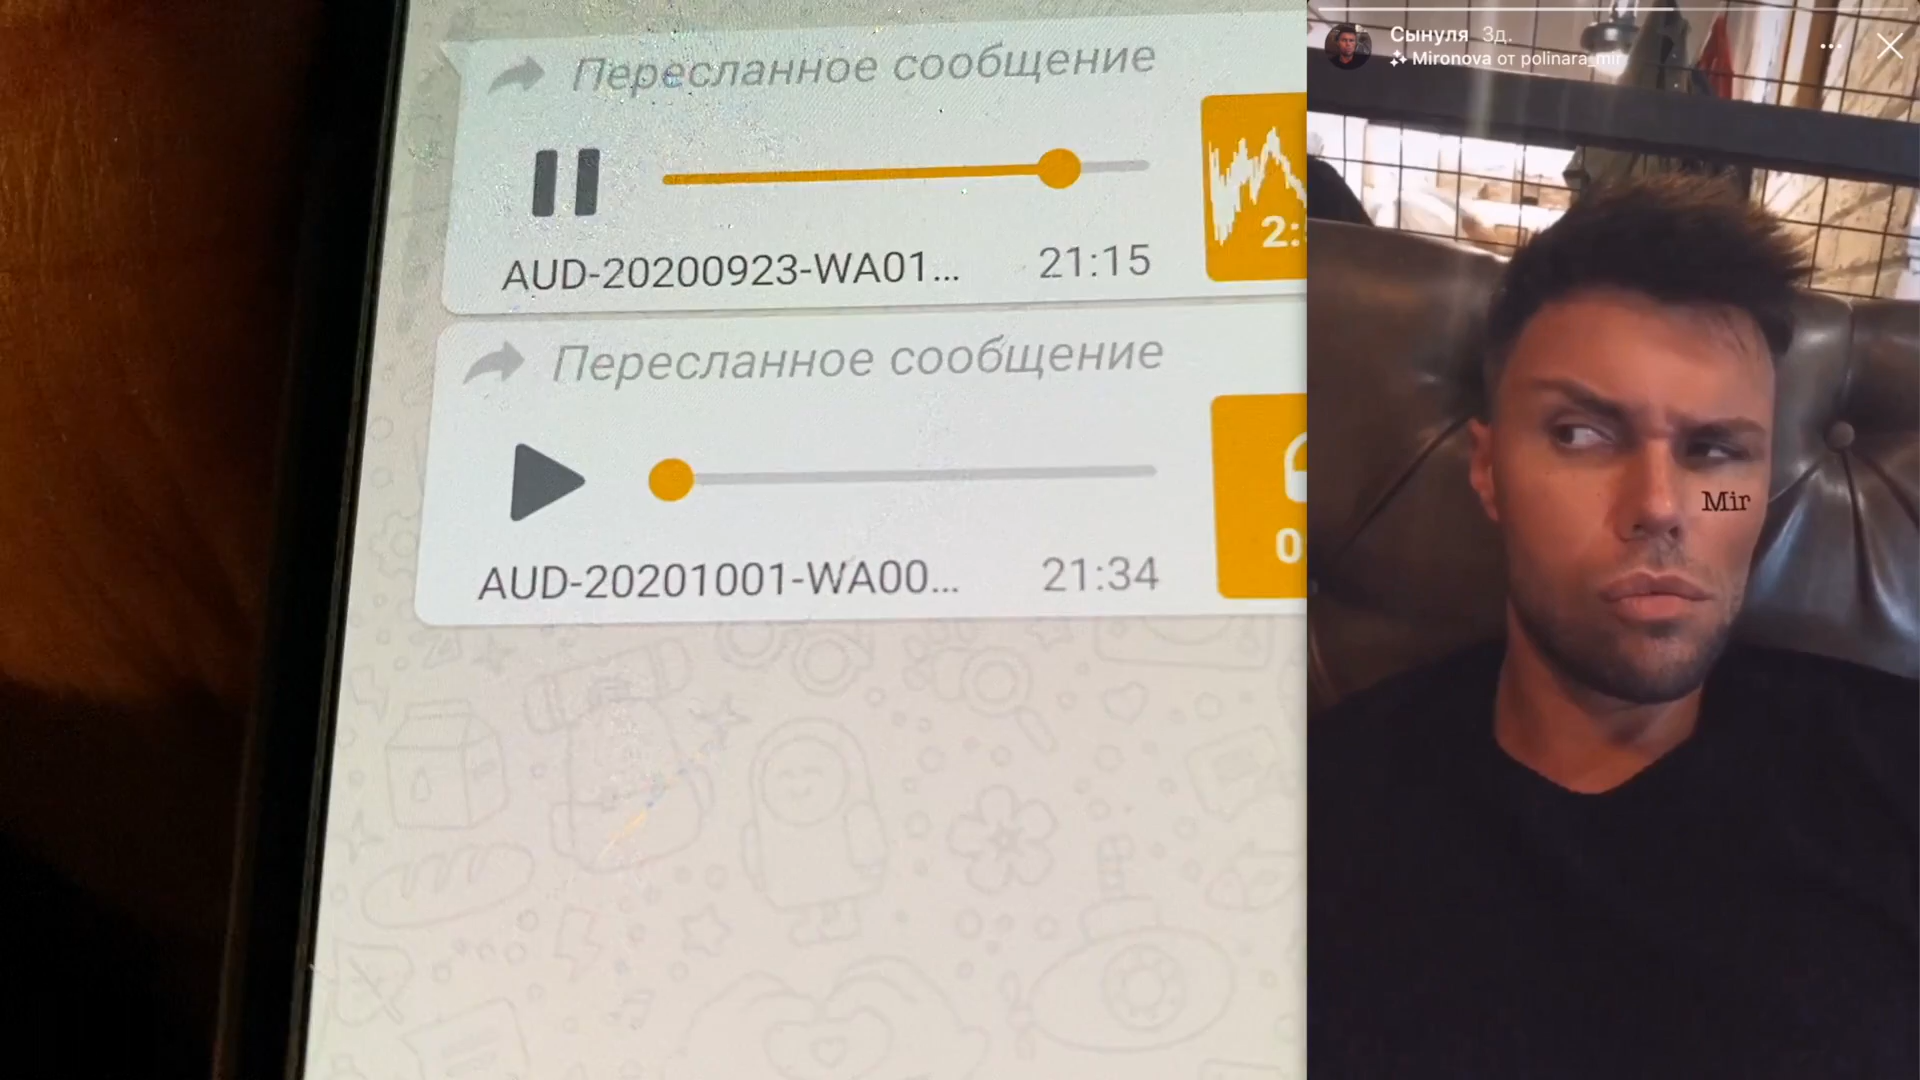 Пересланное сообщение
AUD-20200923-WA01...
21:15
2:
Пересланное сообщение
AUD-20201001-WA00...
21:34
0
Сынуля 3д.
Mironova от polinara_mir
Mir